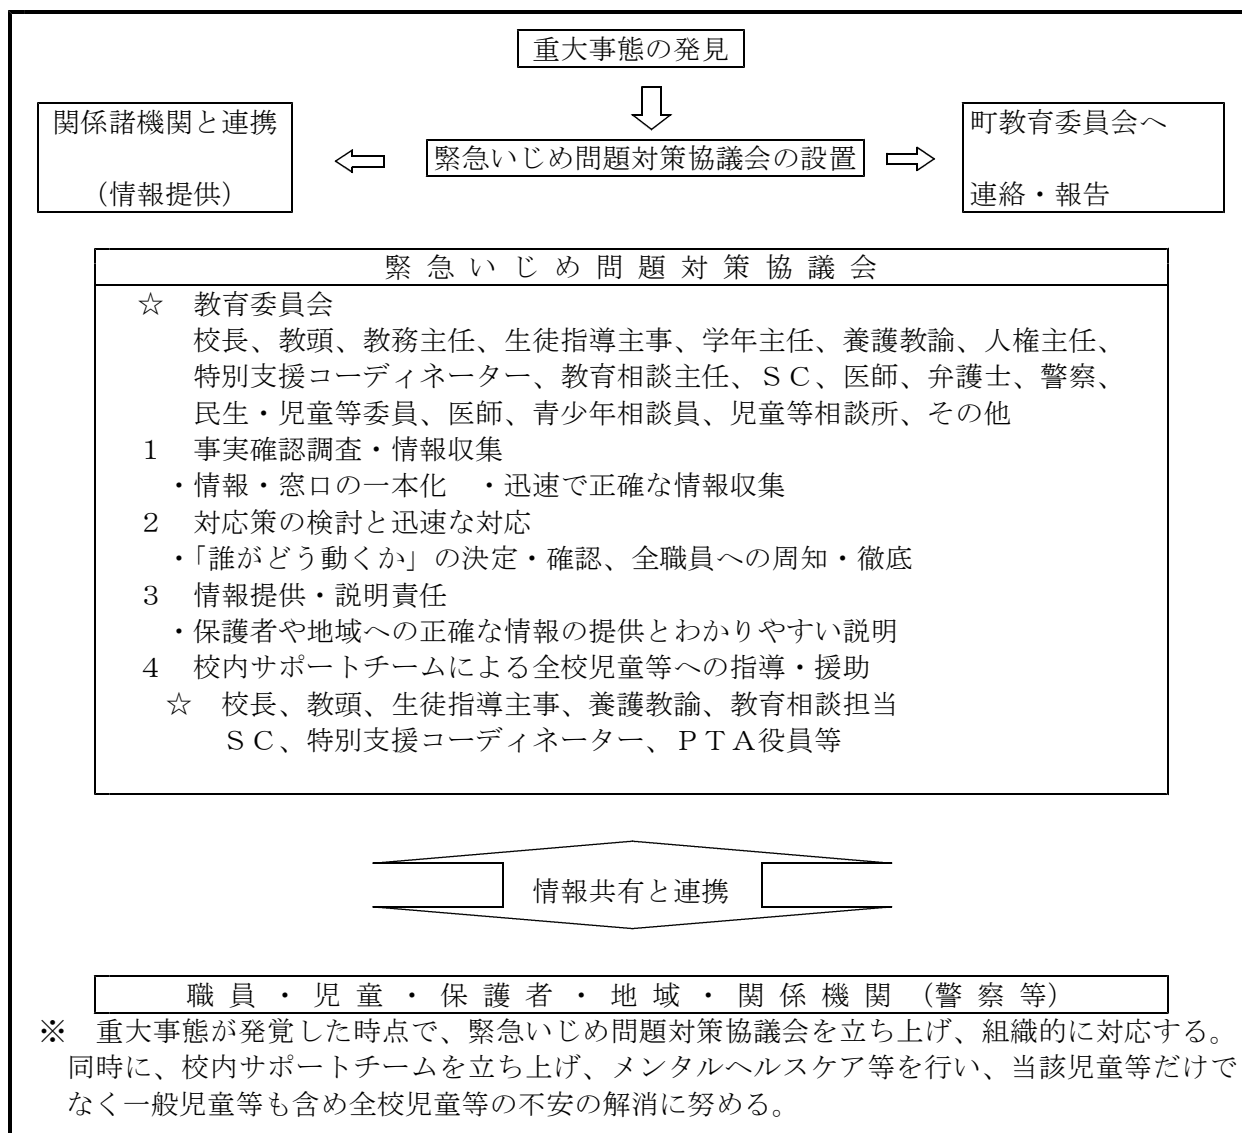 重大事態の発見
関係諸機関と連携
(情報提供)
緊急いじめ問題対策協議会の設置
町教育委員会へ
連絡・報告
緊急いじめ問題対策協議会
☆　教育委員会
校長、教頭、教務主任、生徒指導主事、学年主任、養護教諭、人権主任、
特別支援コーディネーター、教育相談主任、ＳＣ、医師、弁護士、警察、
民生・児童等委員、医師、青少年相談員、児童等相談所、その他
１　事実確認調査・情報収集
・情報・窓口の一本化　・迅速で正確な情報収集
２　対応策の検討と迅速な対応
・「誰がどう動くか」の決定・確認、全職員への周知・徹底
３　情報提供・説明責任
・保護者や地域への正確な情報の提供とわかりやすい説明
４　校内サポートチームによる全校児童等への指導・援助
☆　校長、教頭、生徒指導主事、養護教諭、教育相談担当
ＳＣ、特別支援コーディネーター、ＰＴＡ役員等
情報共有と連携
職員・児童・保護者・地域・関係機関（警察等）
※　重大事態が発覚した時点で、緊急いじめ問題対策協議会を立ち上げ、組織的に対応する。
同時に、校内サポートチームを立ち上げ、メンタルヘルスケア等を行い、当該児童等だけで
なく一般児童等も含め全校児童等の不安の解消に努める。